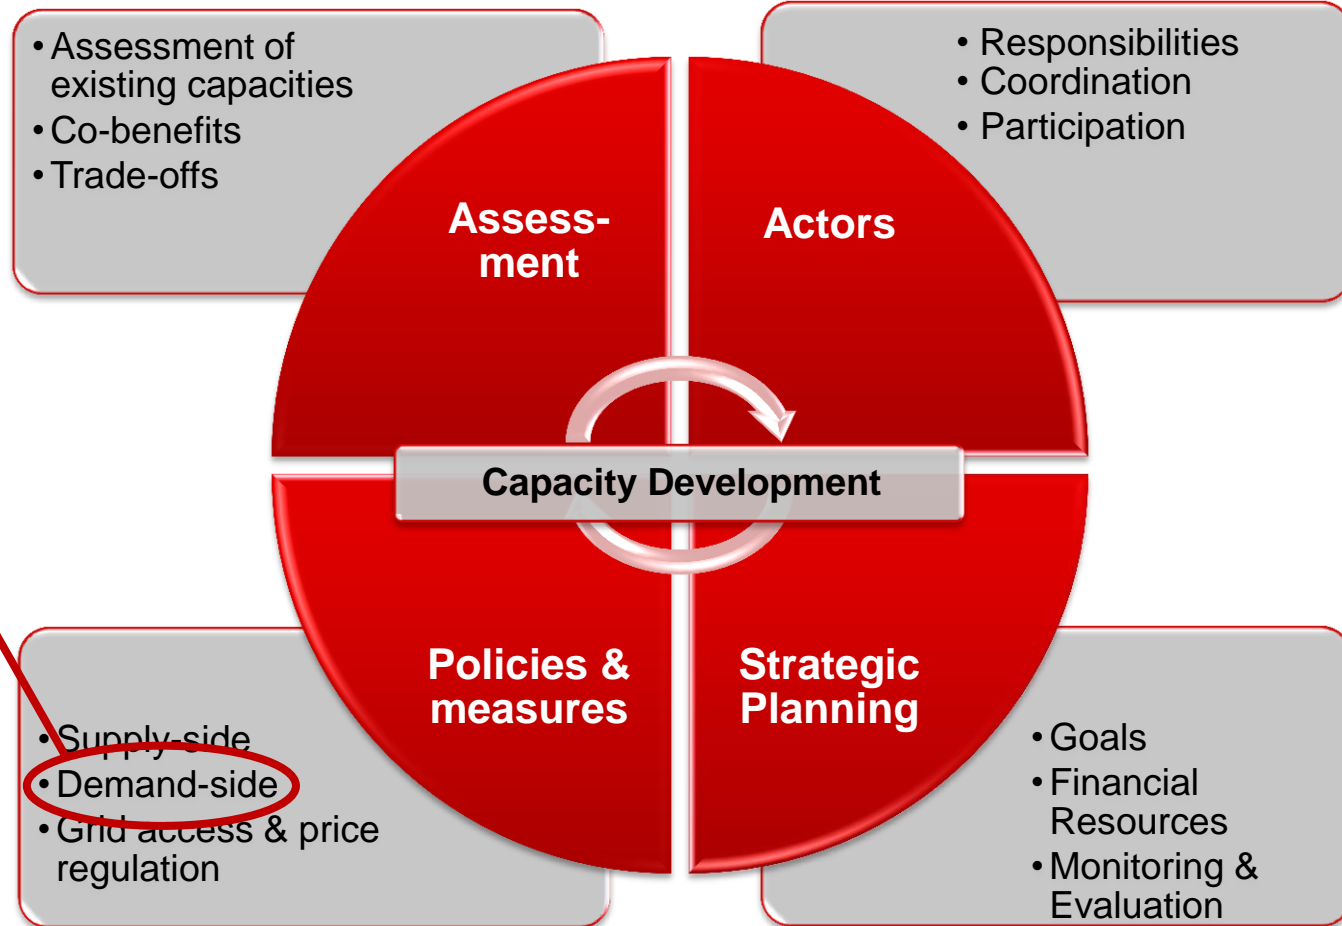 • Assessment of
existing capacities
• Co-benefits
• Trade-offs
• Responsibilities
• Coordination
• Participation
Assess-
ment
Actors
Capacity Development
Policies &
measures
Strategic
Planning
• Supply-side
• Demand-side
• Grid access & price
regulation
• Goals
• Financial
Resources
• Monitoring &
Evaluation